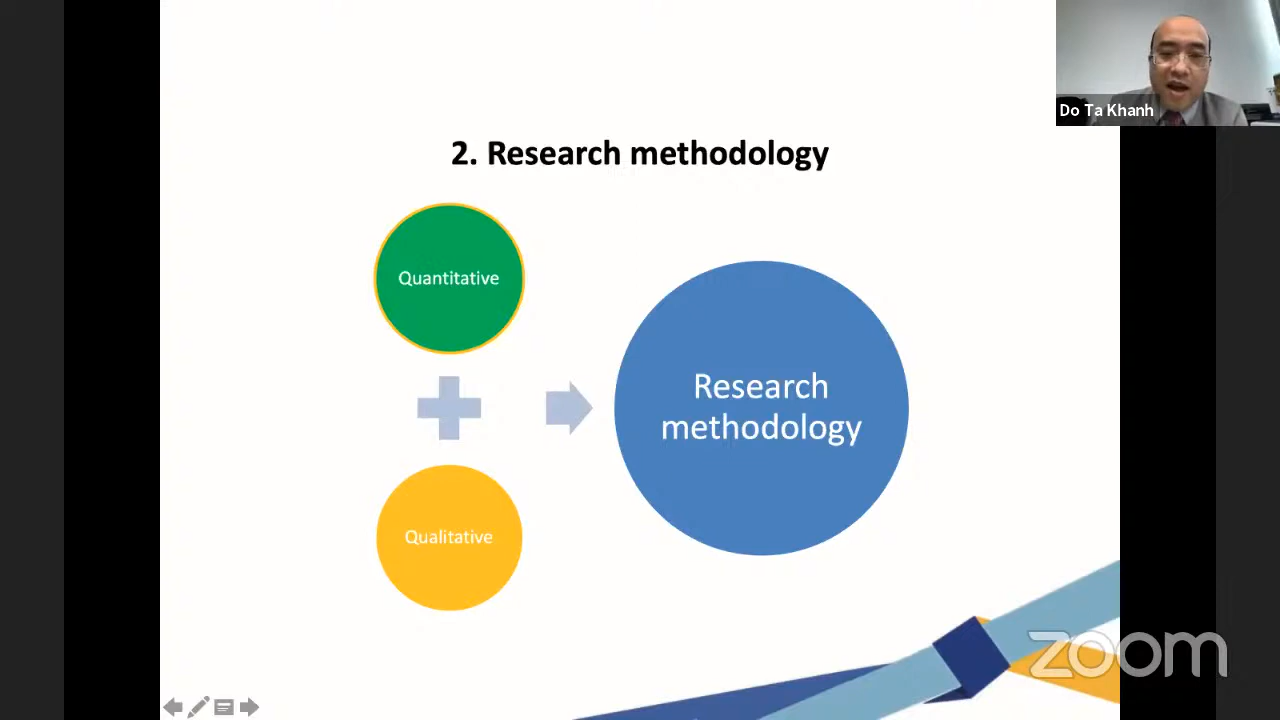 Do Ta Khanh
2. Research methodology
Quantitative
Research
methodology
Qualitative
zoom